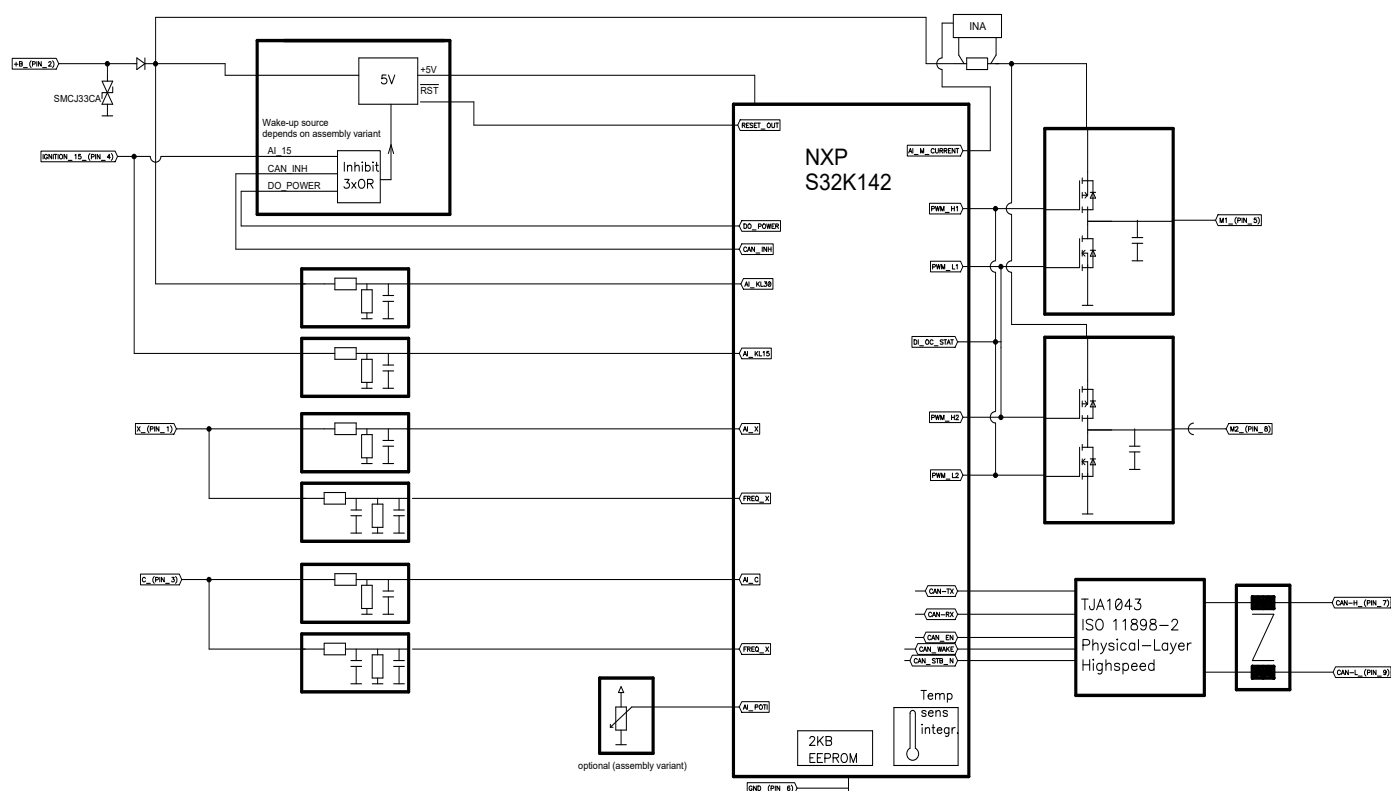 INA
+B_(PIN_2)
SMCJ33CA
5V
+5V
RST
Wake-up source
depends on assembly variant
AI_15
CAN_INH
DO_POWER
Inhibit
3xOR
IGNITION_15_(PIN_4)
RESET_OUT
NXP
S32K142
AI_M_CURRENT
PWM_H1
M1_(PIN_5)
DO_POWER
CAN_INH
PWM_L1
AI_KL30
DI_OC_STAT
AI_KL15
X_(PIN_1)
AI_X
PWM_H2
M2_(PIN_8)
PWM_L2
FREQ_X
C_(PIN_3)
AI_C
CAN-TX
CAN-RX
CAN_EN
CAN_WAKE
CAN_STB_N
TJA1043
ISO 11898-2
Physical-Layer
Highspeed
CAN-H_(PIN_7)
CAN-L_(PIN_9)
FREQ_X
AI_POTI
optional (assembly variant)
Temp
sens
integr.
2KB
EEPROM
GND_(PIN_6)